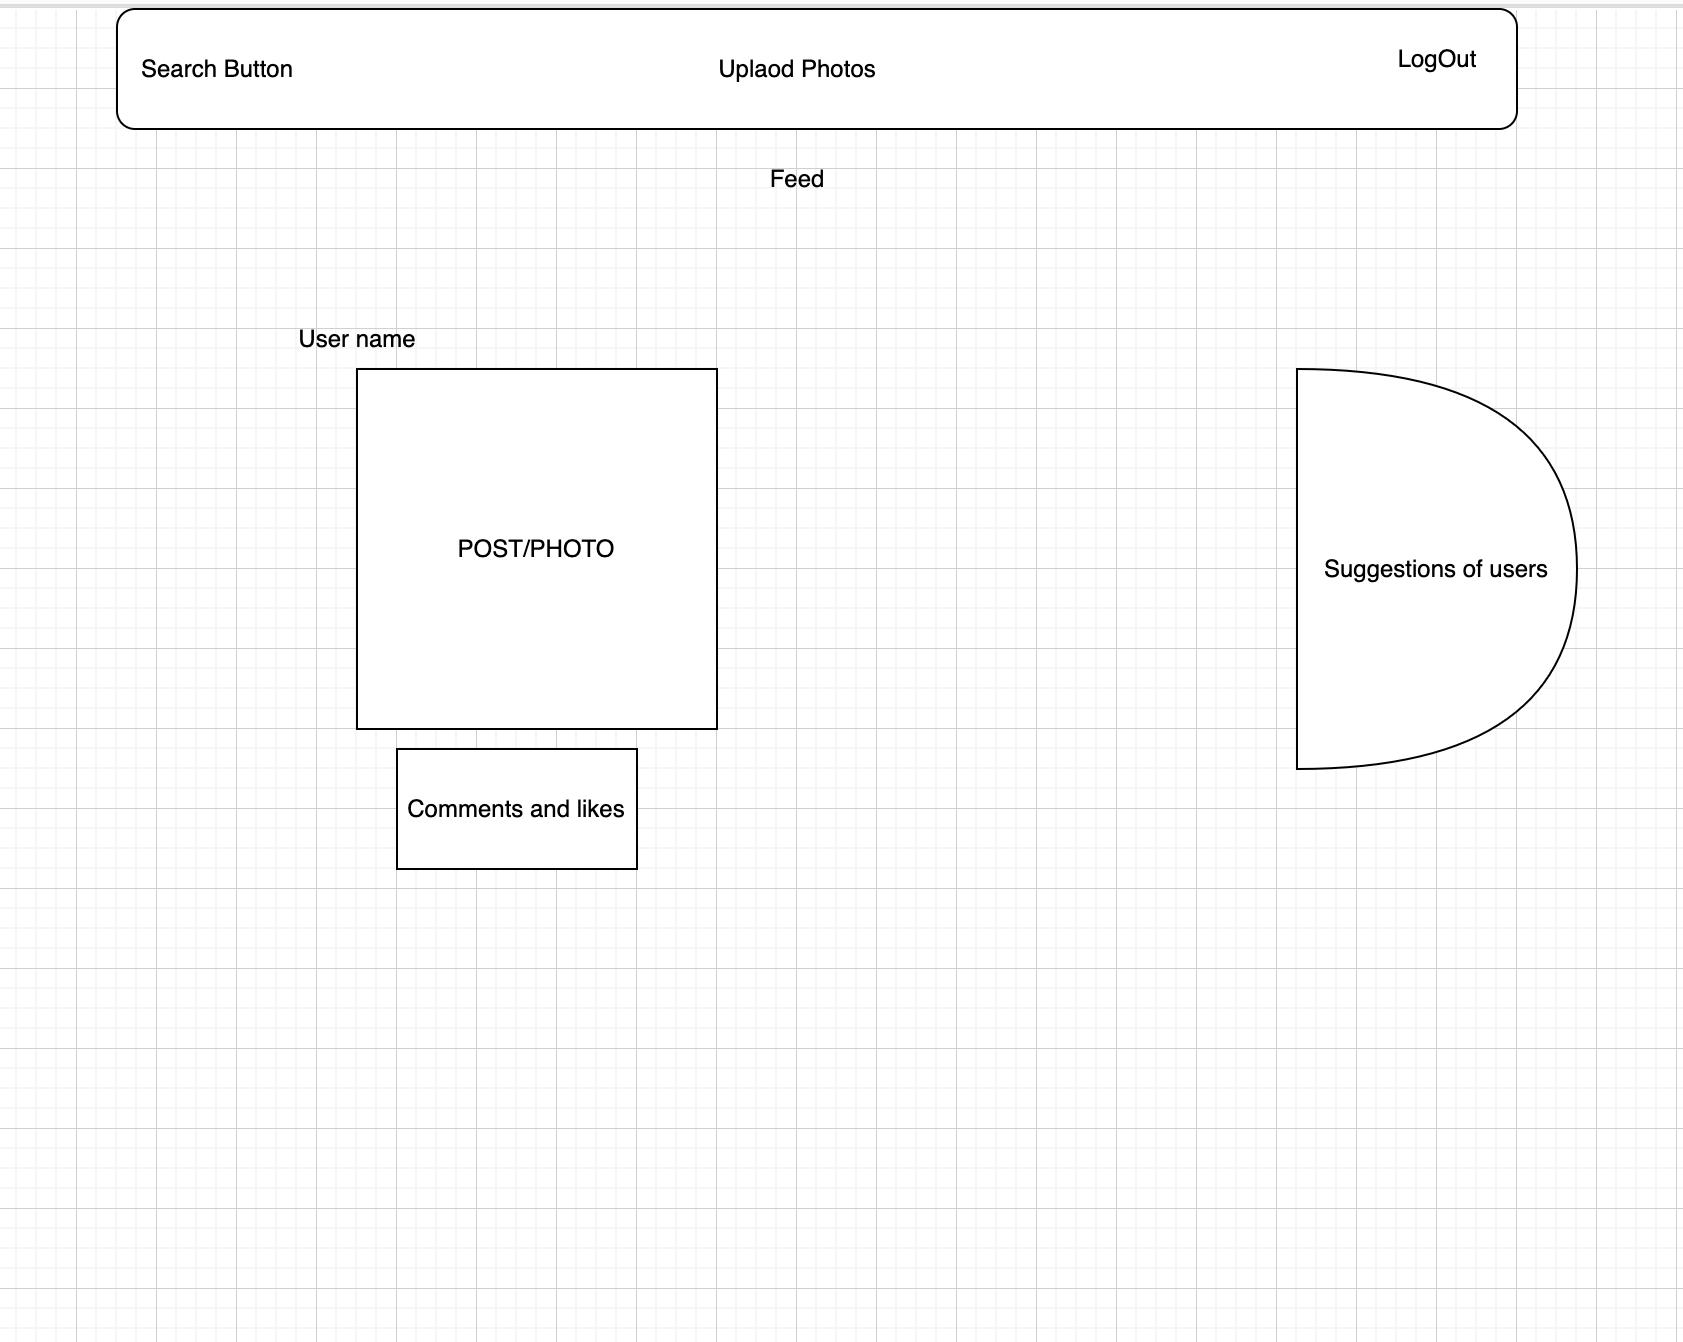 Search Button
Uplaod Photos
LogOut
Feed
User name
POST/PHOTO
Suggestions of users
Comments and likes